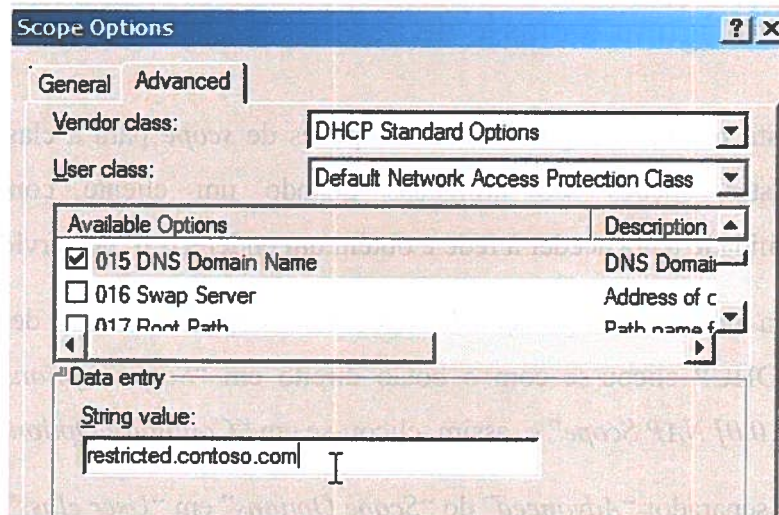 Scope Options
General Advanced
Vendor class: DHCP Standard Options
User class: Default Network Access Protection Class
Available Options Description
015 DNS Domain Name DNS Domain
016 Swap Server Address of c
017 Root Path Path name f
Data entry
String value:
restricted.contoso.com